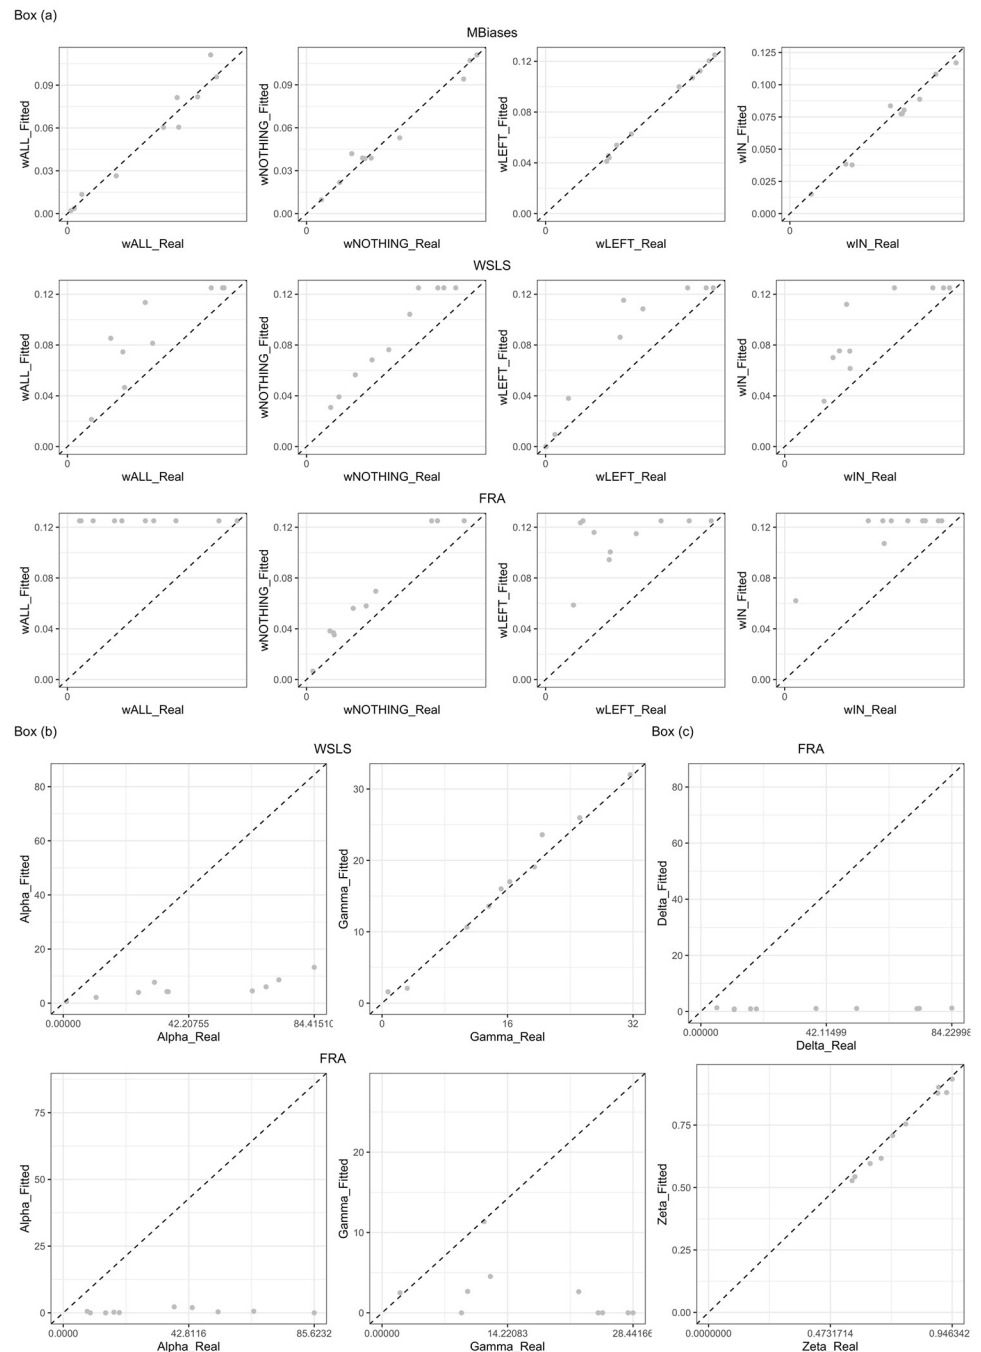 Box (a)
MBiases
wALL_Fitted
0.09
0.06
0.03
0.00
0
wALL_Real
wNOTHING_Fitted
0.09
0.06
0.03
0.00
0
wNOTHING_Real
wLEFT_Fitted
0.12
0.08
0.04
0.00
0
wLEFT_Real
wIN_Fitted
0.125
0.100
0.075
0.050
0.025
0.000
0
wIN_Real
WSLS
wALL_Fitted
0.12
0.08
0.04
0.00
0
wALL_Real
wNOTHING_Fitted
0.12
0.08
0.04
0.00
0
wNOTHING_Real
wLEFT_Fitted
0.12
0.08
0.04
0.00
0
wLEFT_Real
wIN_Fitted
0.12
0.08
0.04
0.00
0
wIN_Real
FRA
wALL_Fitted
0.12
0.08
0.04
0.00
0
wALL_Real
wNOTHING_Fitted
0.12
0.08
0.04
0.00
0
wNOTHING_Real
wLEFT_Fitted
0.12
0.08
0.04
0.00
0
wLEFT_Real
wIN_Fitted
0.12
0.08
0.04
0.00
0
wIN_Real
Box (b)
WSLS
Alpha_Fitted
80
60
40
20
0
0.00000 42.20755 84.41510
Alpha_Real
Gamma_Fitted
30
20
10
0
0 16 32
Gamma_Real
FRA
Alpha_Fitted
75
50
25
0
0.0000 42.8116 85.6232
Alpha_Real
Gamma_Fitted
20
10
0
0.00000 14.22083 28.44166
Gamma_Real
Box (c)
FRA
Delta_Fitted
80
60
40
20
0
0.00000 42.11499 84.22998
Delta_Real
Zeta_Fitted
0.75
0.50
0.25
0.00
0.0000000 0.4731714 0.946342
Zeta_Real